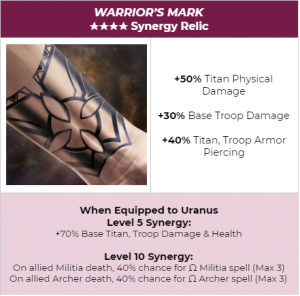 WARRIOR'S MARK
★★★★ Synergy Relic
+50% Titan Physical
Damage
+30% Base Troop Damage
+40% Titan, Troop Armor
Piercing
When Equipped to Uranus
Level 5 Synergy:
+70% Base Titan, Troop Damage & Health
Level 10 Synergy:
On allied Militia death, 40% chance for Ω Militia spell (Max 3)
On allied Archer death, 40% chance for Ω Archer spell (Max 3)